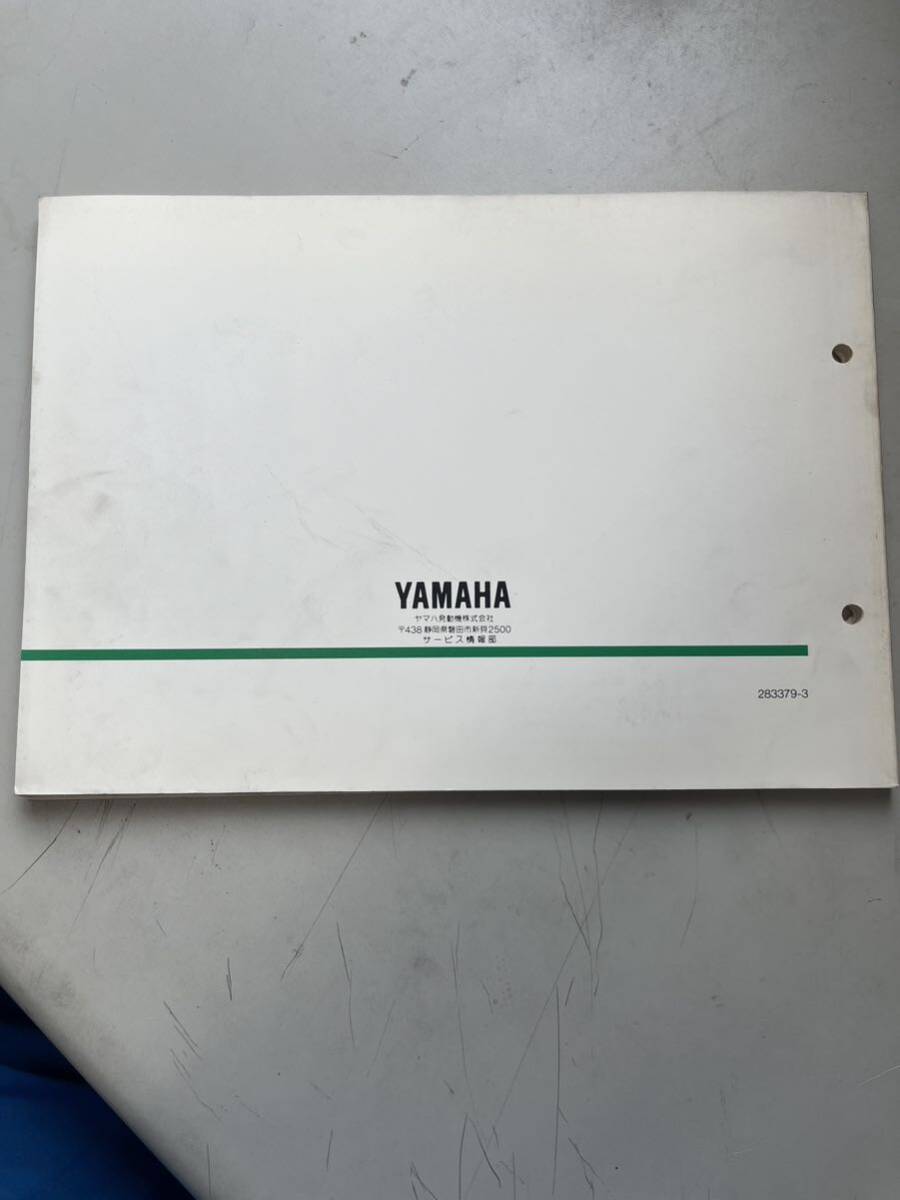 YAMAHA
ヤマハ発動機株式会社
〒438 静岡県磐田市新貝2500
サービス情報部
283379-3